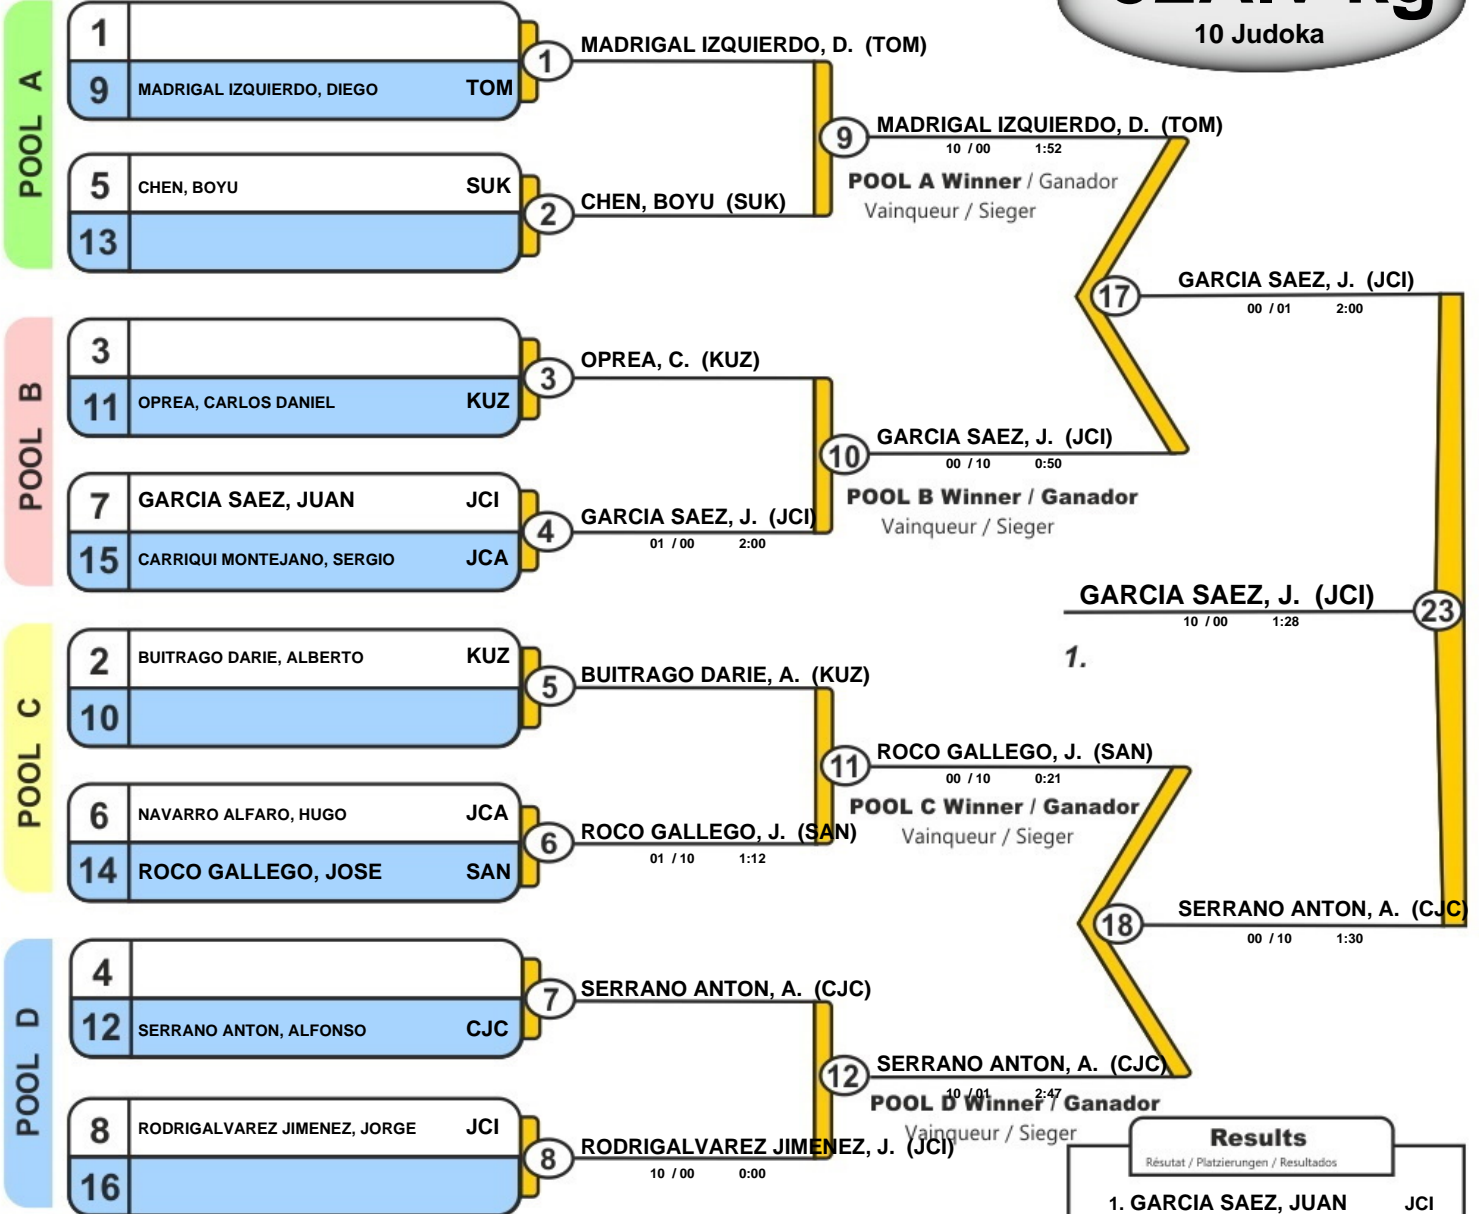 10 Judoka
POOL A
1
9 MADRIGAL IZQUIERDO, DIEGO TOM
5 CHEN, BOYU SUK
13
1 MADRIGAL IZQUIERDO, D. (TOM)
2 CHEN, BOYU (SUK)
9 MADRIGAL IZQUIERDO, D. (TOM)
10 / 00 1:52
POOL A Winner / Ganador
Vainqueur / Sieger
POOL B
3
11 OPREA, CARLOS DANIEL KUZ
7 GARCIA SAEZ, JUAN JCI
15 CARRIQUI MONTEJANO, SERGIO JCA
3 OPREA, C. (KUZ)
4 GARCIA SAEZ, J. (JCI)
01 / 00 2:00
10 GARCIA SAEZ, J. (JCI)
00 / 10 0:50
POOL B Winner / Ganador
Vainqueur / Sieger
17 GARCIA SAEZ, J. (JCI)
00 / 01 2:00
POOL C
2 BUITRAGO DARIE, ALBERTO KUZ
10
6 NAVARRO ALFARO, HUGO JCA
14 ROCO GALLEGO, JOSE SAN
5 BUITRAGO DARIE, A. (KUZ)
6 ROCO GALLEGO, J. (SAN)
01 / 10 1:12
11 ROCO GALLEGO, J. (SAN)
00 / 10 0:21
POOL C Winner / Ganador
Vainqueur / Sieger
POOL D
4
12 SERRANO ANTON, ALFONSO CJC
8 RODRIGALVAREZ JIMENEZ, JORGE JCI
16
7 SERRANO ANTON, A. (CJC)
8 RODRIGALVAREZ JIMENEZ, J. (JCI)
10 / 00 0:00
12 SERRANO ANTON, A. (CJC)
10 / 01 2:47
POOL D Winner / Ganador
Vainqueur / Sieger
18 SERRANO ANTON, A. (CJC)
00 / 10 1:30
GARCIA SAEZ, J. (JCI) 23
10 / 00 1:28
1.
Results
Résutat / Platzierungen / Resultados
1. GARCIA SAEZ, JUAN JCI